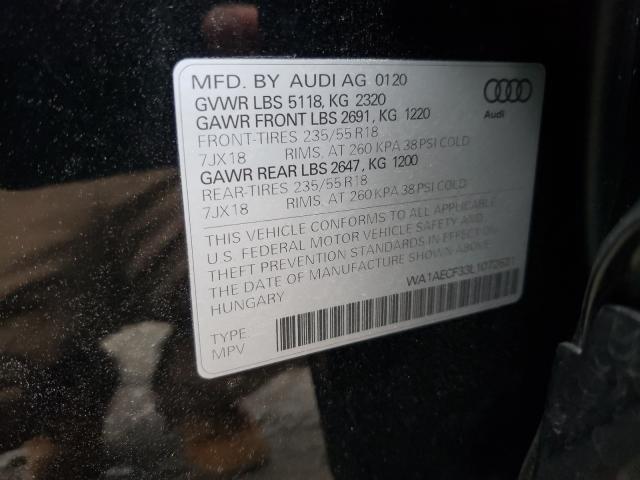 MFD. BY AUDI AG 0120
GVWR LBS 5118, KG 2320
GAWR FRONT LBS 2691, KG 1220
FRONT-TIRES 235/55 R18
7JX18 RIMS, AT 260 KPA 38 PSI COLD
GAWR REAR LBS 2647, KG 1200
REAR-TIRES 235/55 R18
7JX18 RIMS, AT 260 KPA 38 PSI COLD
Audi
THIS VEHICLE CONFORMS TO ALL APPLICABLE
U.S. FEDERAL MOTOR VEHICLE SAFETY AND
THEFT PREVENTION STANDARDS IN EFFECT ON
THE DATE OF MANUFACTURE SHOWN ABOVE.
HUNGARY
TYPE:
MPV